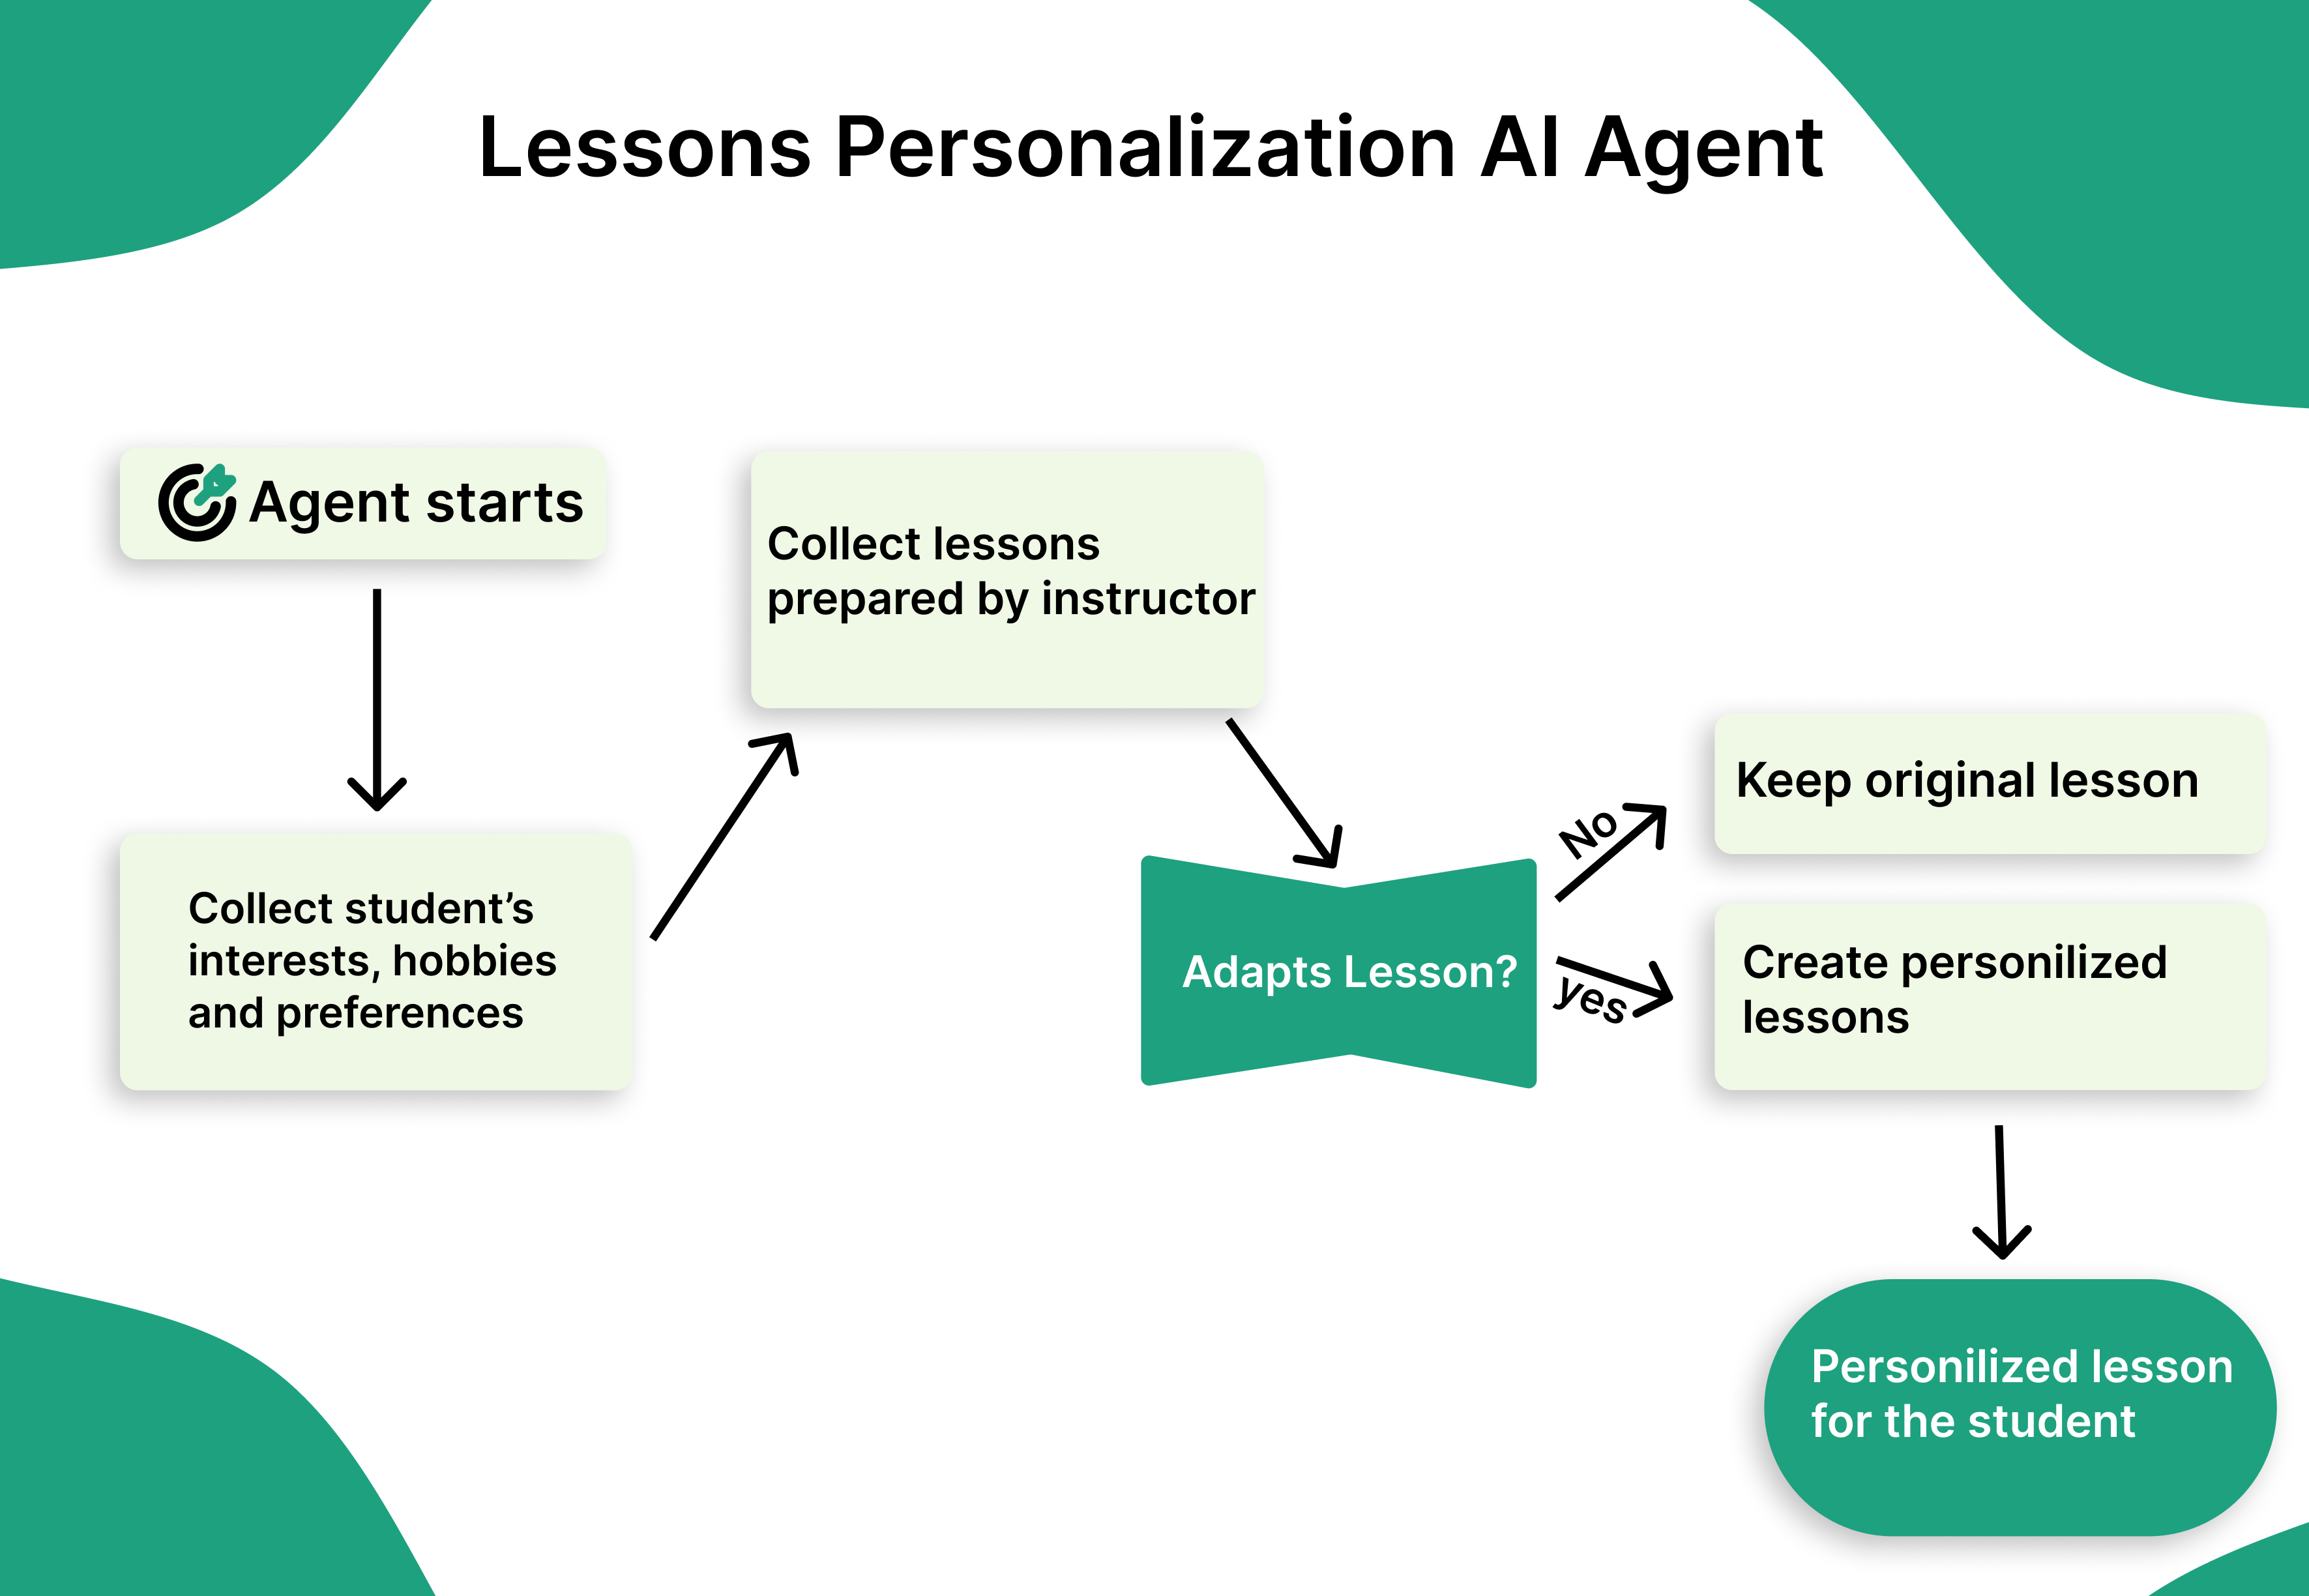 Lessons Personalization AI Agent
Agent starts
Collect student’s
interests, hobbies
and preferences
Collect lessons
prepared by instructor
Adapts Lesson?
No
yes
Keep original lesson
Create personilized
lessons
Personilized lesson
for the student